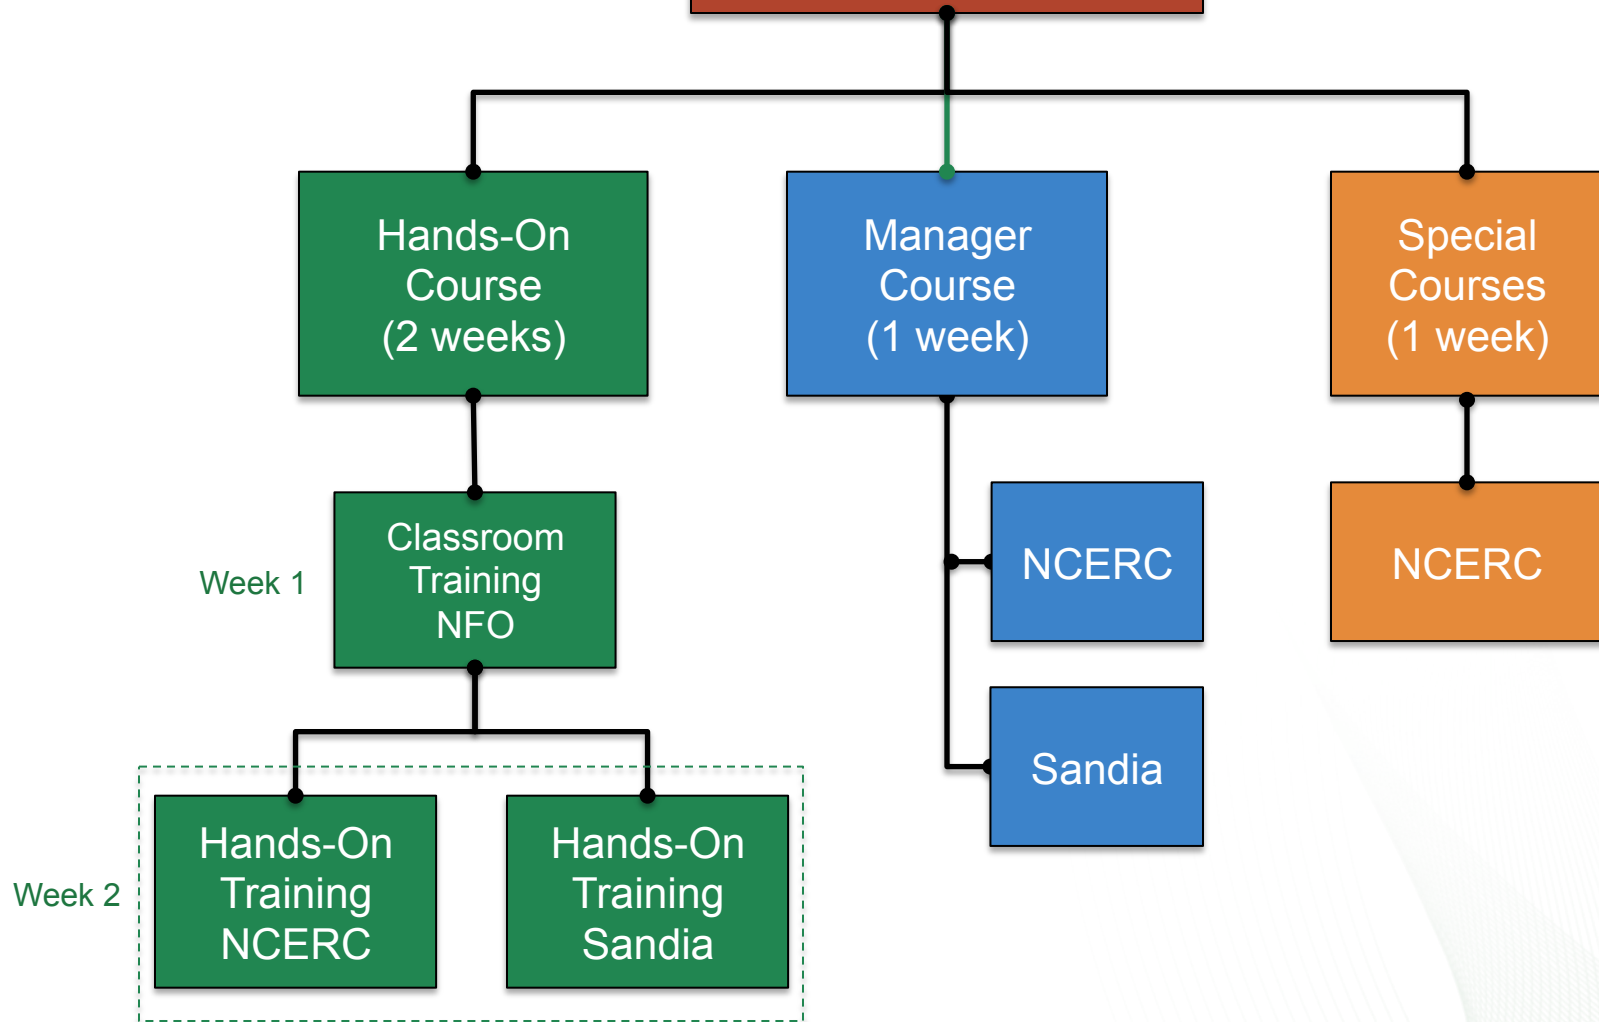 Hands-On
Course
(2 weeks)
Manager
Course
(1 week)
Special
Courses
(1 week)
Week 1
Classroom
Training
NFO
NCERC
NCERC
Sandia
Week 2
Hands-On
Training
NCERC
Hands-On
Training
Sandia